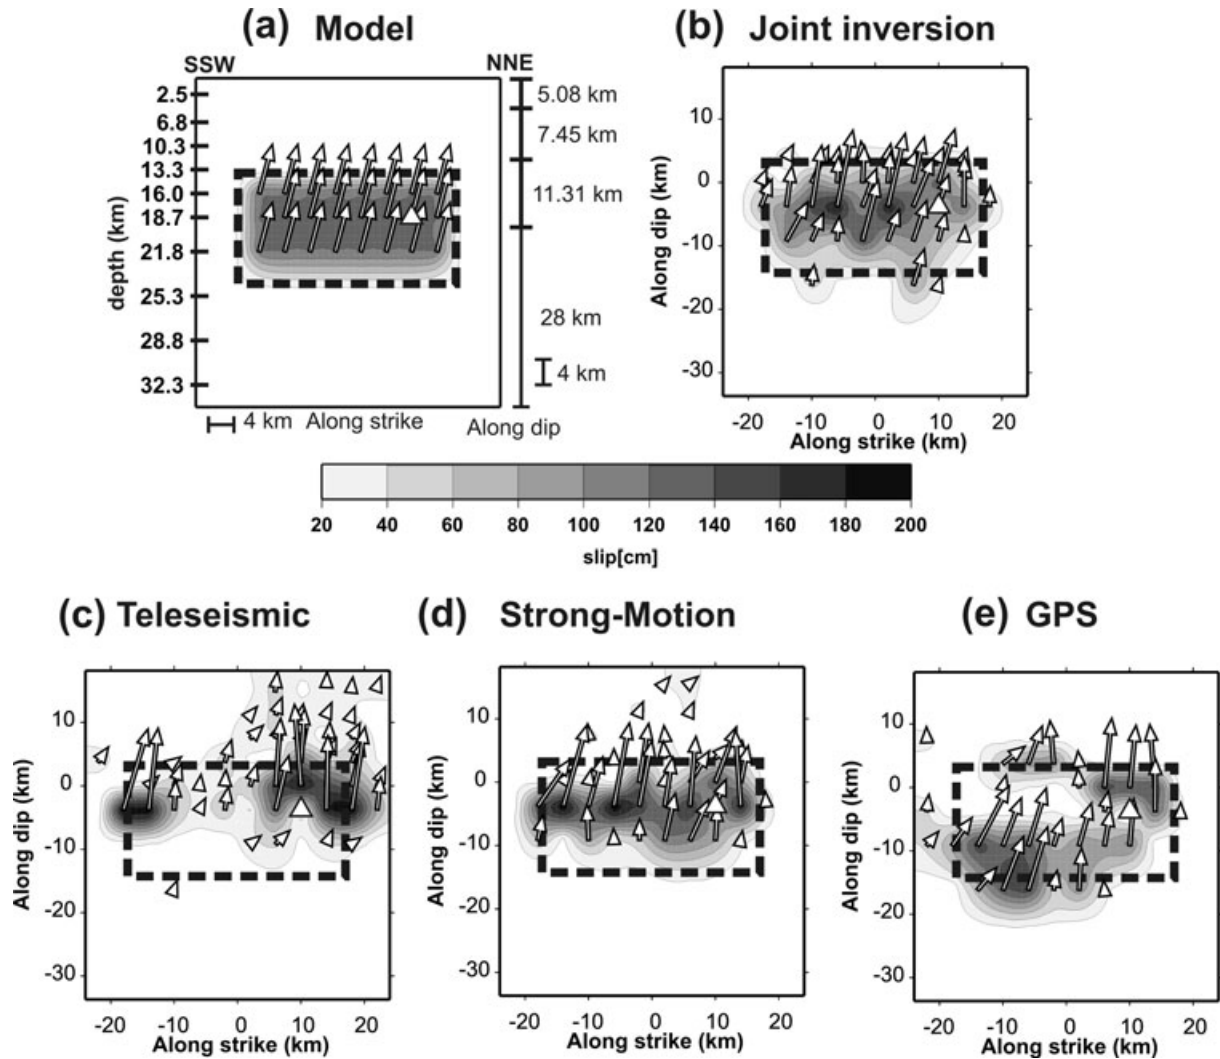 (a) Model
SSW
NNE
2.5
6.8
10.3
13.3
16.0
18.7
21.8
25.3
28.8
32.3
depth (km)
5.08 km
7.45 km
11.31 km
28 km
4 km
4 km Along strike
Along dip
(b) Joint inversion
10
0
-10
-20
-30
Along dip (km)
-20 -10 0 10 20
Along strike (km)
20 40 60 80 100 120 140 160 180 200
slip[cm]
(c) Teleseismic
10
0
-10
-20
-30
Along dip (km)
-20 -10 0 10 20
Along strike (km)
(d) Strong-Motion
10
0
-10
-20
-30
Along dip (km)
-20 -10 0 10 20
Along strike (km)
(e) GPS
10
0
-10
-20
-30
Along dip (km)
-20 -10 0 10 20
Along strike (km)